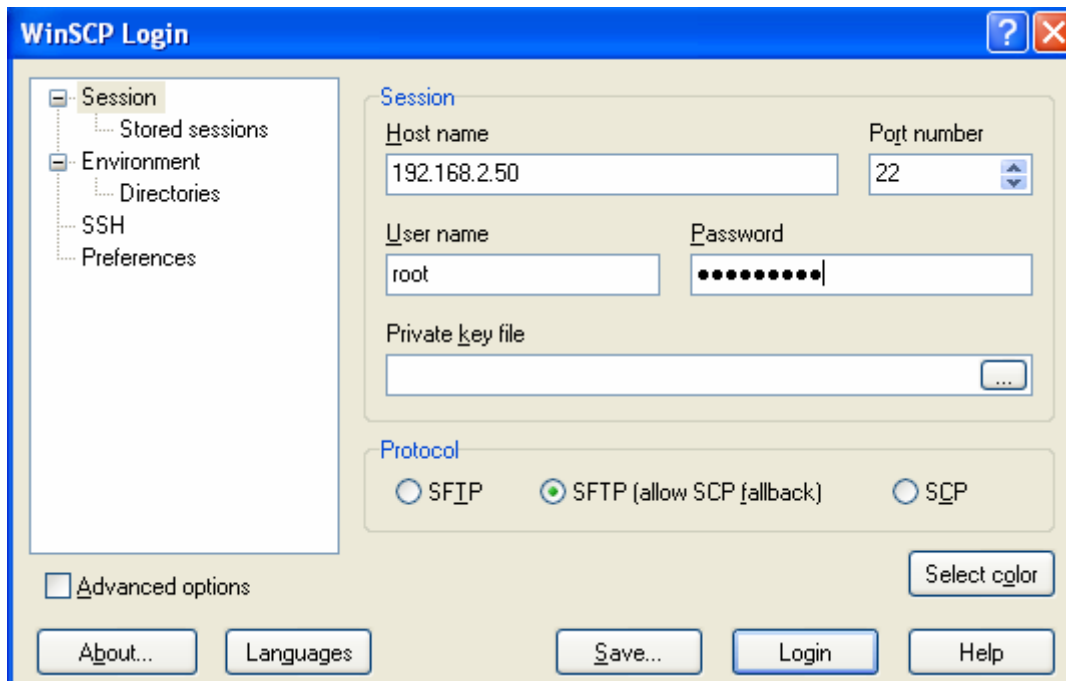 WinSCP Login
Session
Stored sessions
Environment
Directories
SSH
Preferences
Session
Host name Port number
192.168.2.50 22
User name Password
root ●●●●●●●●●
Private key file
...
Protocol
SFTP SFTP (allow SCP fallback) SCP
Advanced options
Select color
About... Languages Save... Login Help